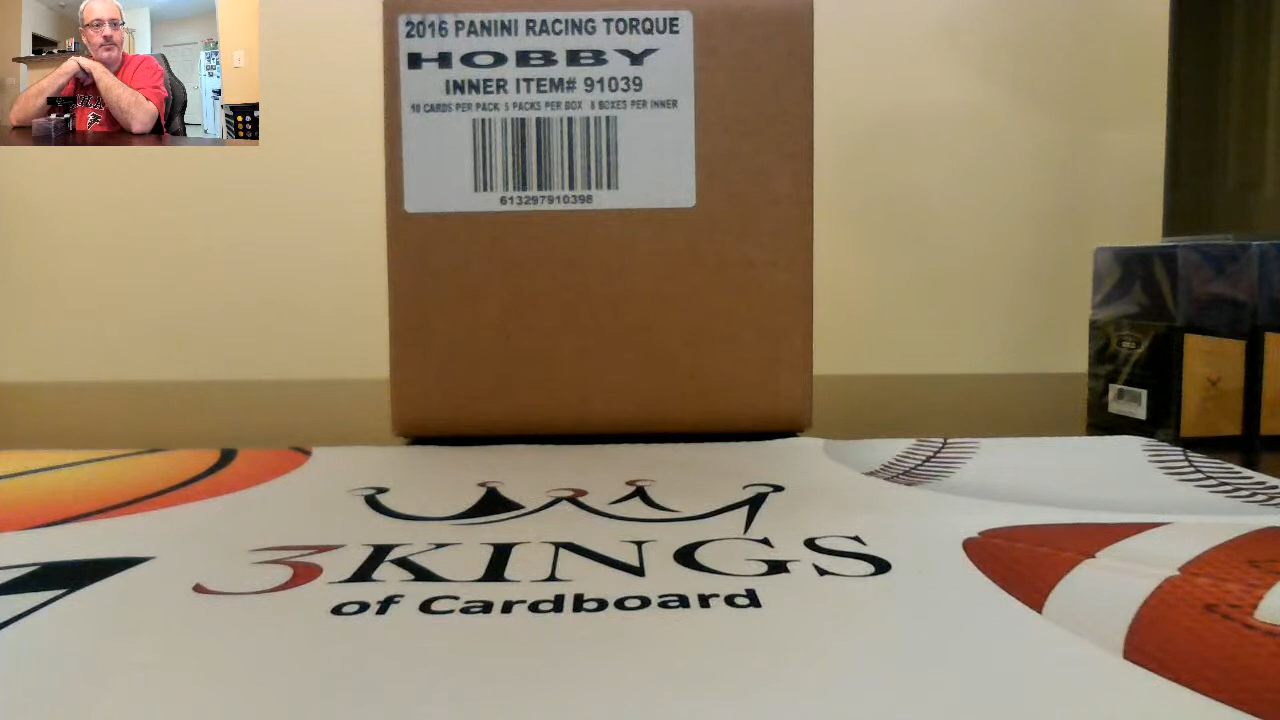 2016 PANINI RACING TORQUE
HOBBY
INNER ITEM# 91039
10 CARDS PER PACK 5 PACKS PER BOX 8 BOXES PER INNER
613297910398
3KINGS
of Cardboard